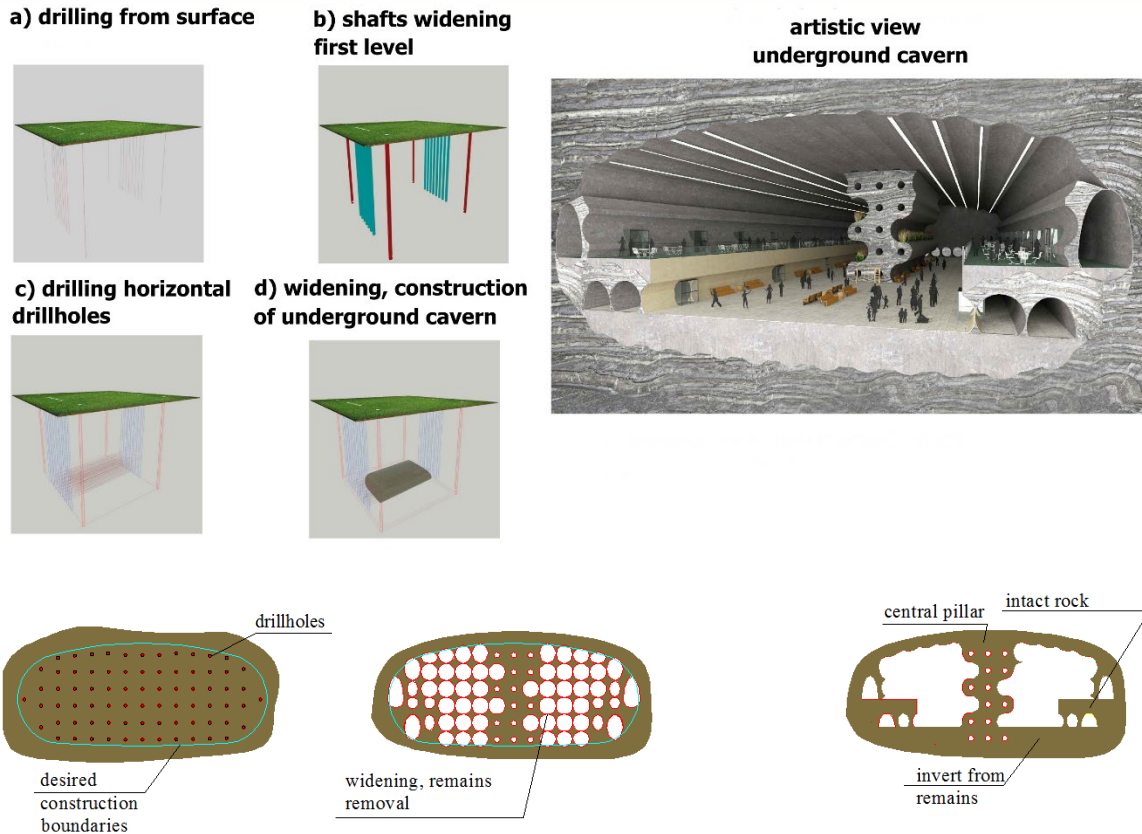 a) drilling from surface
b) shafts widening
first level
artistic view
underground cavern
c) drilling horizontal
drillholes
d) widening, construction
of underground cavern
drillholes
desired
construction
boundaries
widening, remains
removal
central pillar
intact rock
invert from
remains